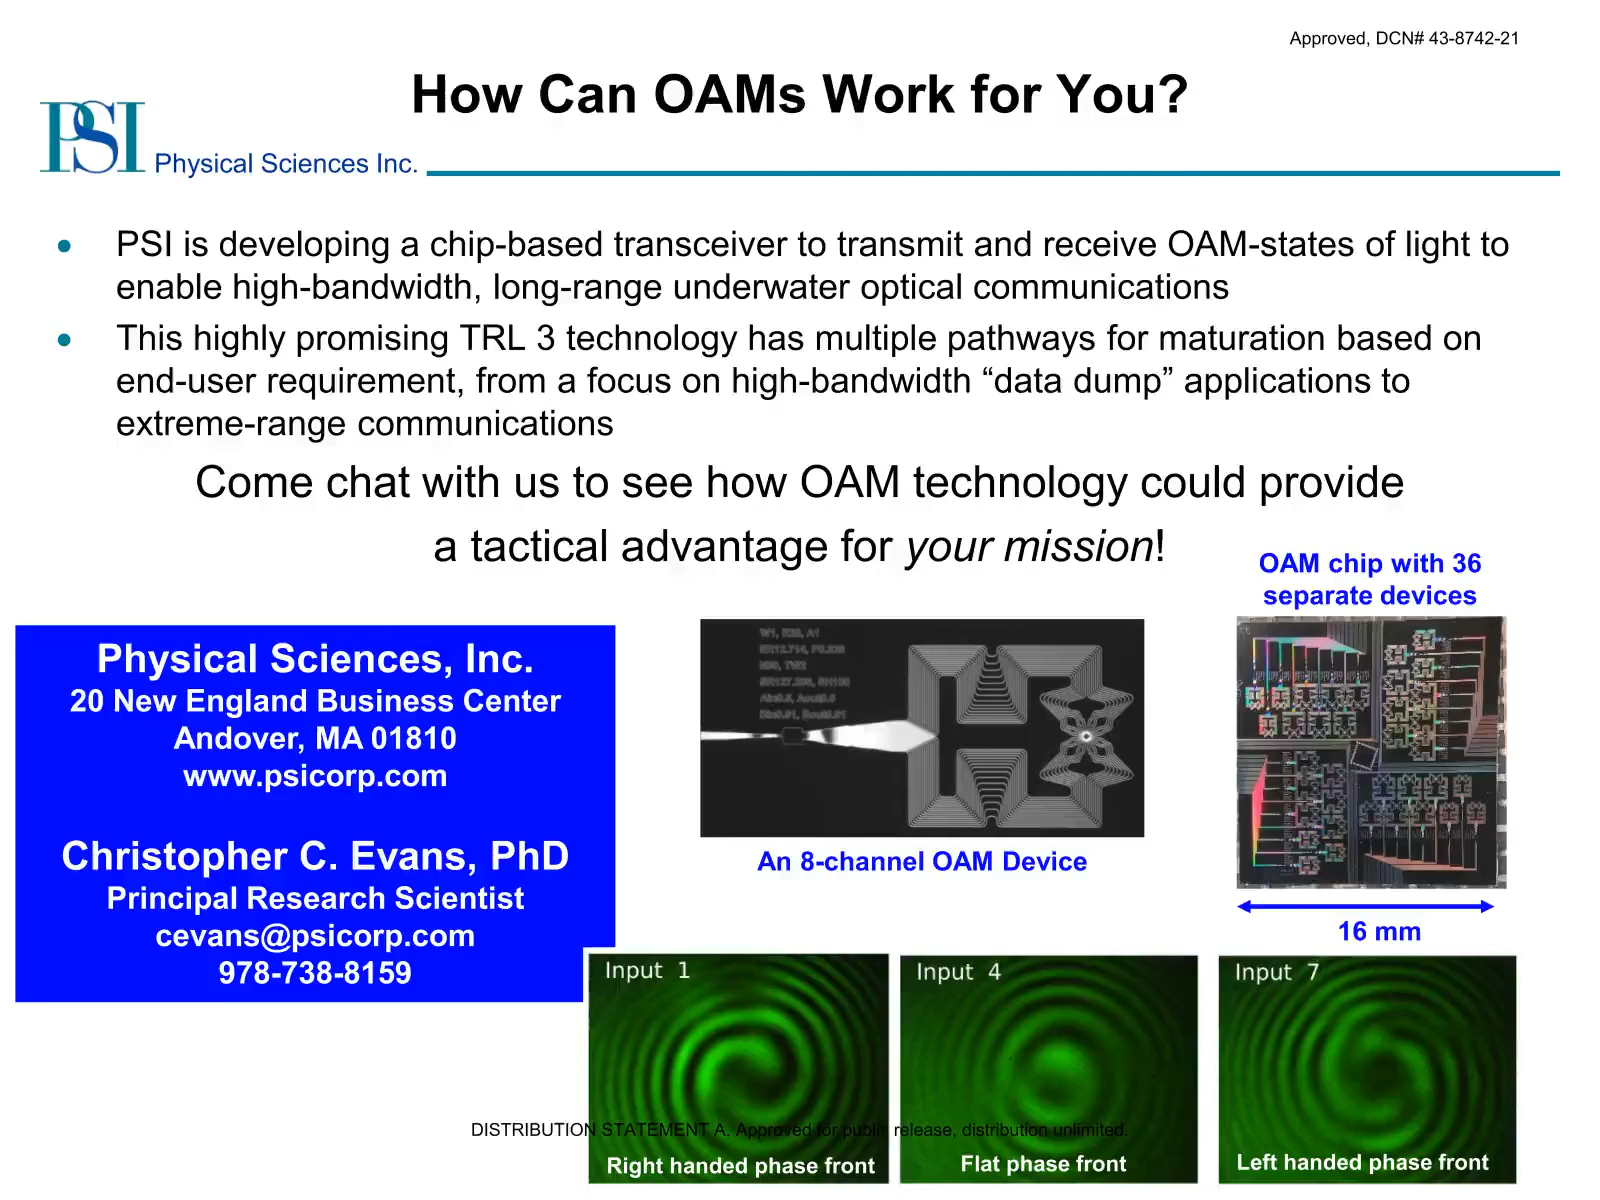 Approved, DCN# 43-8742-21
How Can OAMs Work for You?
PSI
Physical Sciences Inc.
• PSI is developing a chip-based transceiver to transmit and receive OAM-states of light to
enable high-bandwidth, long-range underwater optical communications
• This highly promising TRL 3 technology has multiple pathways for maturation based on
end-user requirement, from a focus on high-bandwidth “data dump” applications to
extreme-range communications
Come chat with us to see how OAM technology could provide
a tactical advantage for your mission!
OAM chip with 36
separate devices
Physical Sciences, Inc.
20 New England Business Center
Andover, MA 01810
www.psicorp.com
Christopher C. Evans, PhD
Principal Research Scientist
cevans@psicorp.com
978-738-8159
An 8-channel OAM Device
16 mm
Input 1
Input 4
Input 7
DISTRIBUTION STATEMENT A. Approved for public release, distribution unlimited.
Right handed phase front
Flat phase front
Left handed phase front